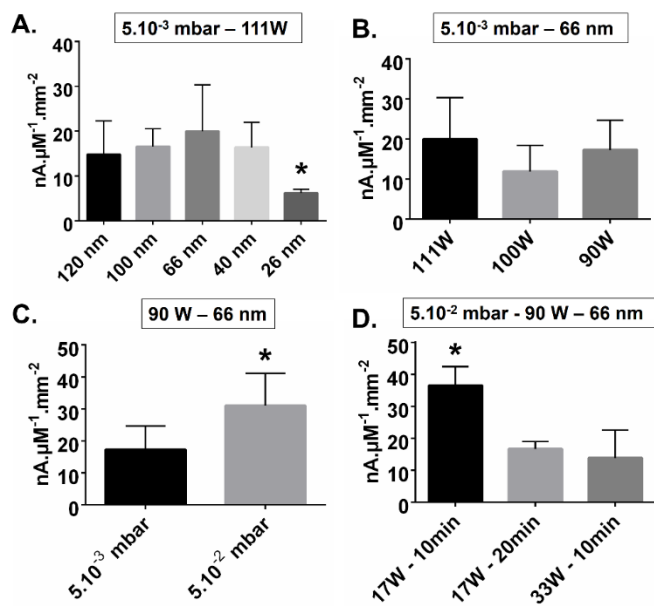 A.
5.10⁻³ mbar – 111W
nA.µM⁻¹.mm⁻²
40
30
20
10
0
*
120 nm
100 nm
66 nm
40 nm
26 nm
B.
5.10⁻³ mbar – 66 nm
nA.µM⁻¹.mm⁻²
40
30
20
10
0
111W
100W
90W
C.
90 W – 66 nm
nA.µM⁻¹.mm⁻²
50
40
30
20
10
0
*
5.10⁻³ mbar
5.10⁻² mbar
D.
5.10⁻² mbar - 90 W – 66 nm
nA.µM⁻¹.mm⁻²
50
40
30
20
10
0
*
17W - 10min
17W - 20min
33W - 10min